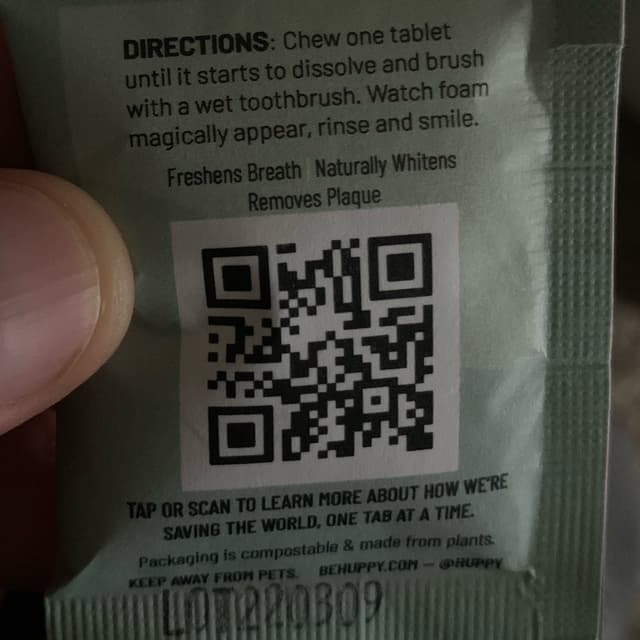 DIRECTIONS: Chew one tablet
until it starts to dissolve and brush
with a wet toothbrush. Watch foam
magically appear, rinse and smile.
Freshens Breath | Naturally Whitens
Removes Plaque
TAP OR SCAN TO LEARN MORE ABOUT HOW WE'RE
SAVING THE WORLD, ONE TAB AT A TIME.
Packaging is compostable & made from plants.
KEEP AWAY FROM PETS. BEHUPPY.COM — @HUPPY
LOT220309